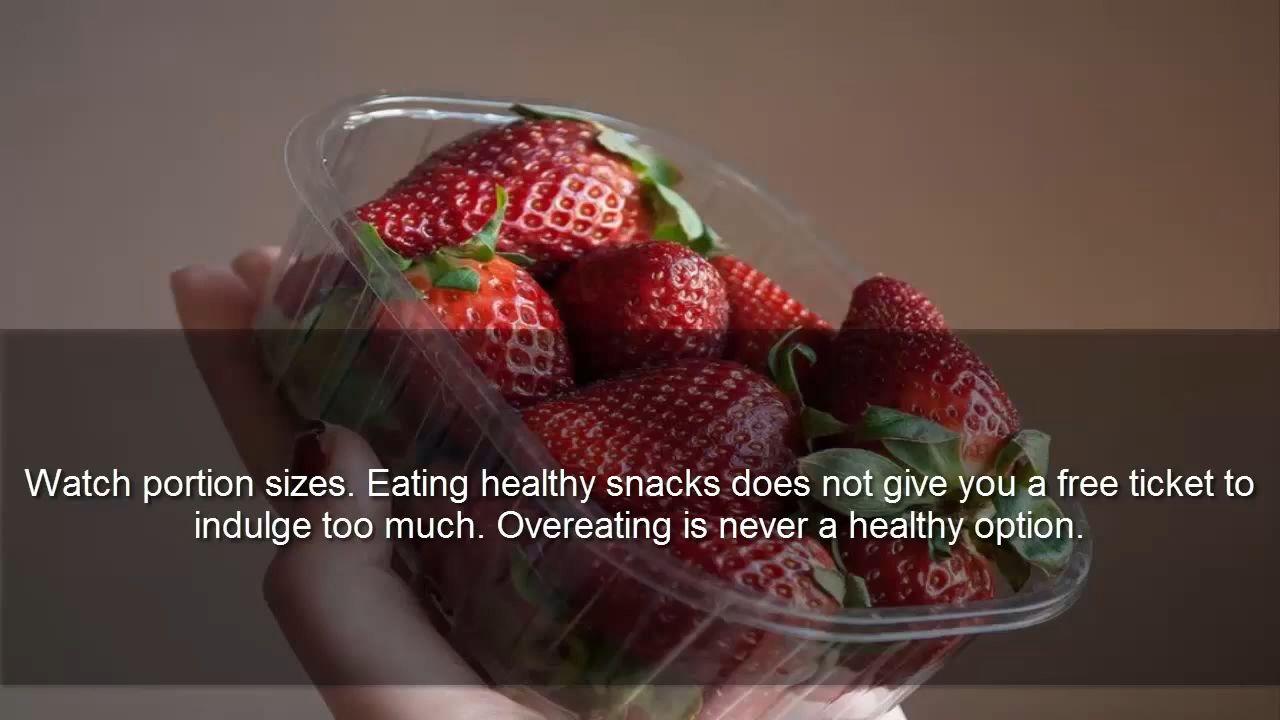 Watch portion sizes. Eating healthy snacks does not give you a free ticket to
indulge too much. Overeating is never a healthy option.